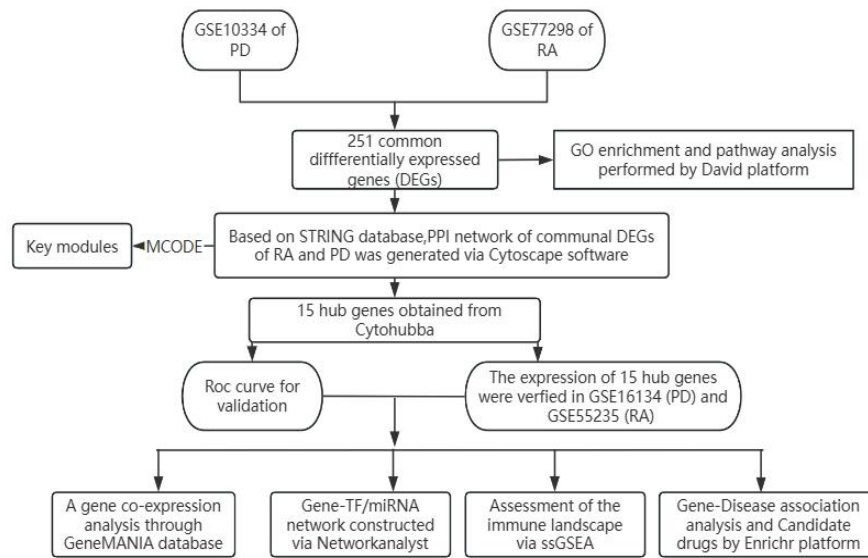 GSE10334 of
PD
GSE77298 of
RA
251 common
diffferentially expressed
genes (DEGs)
GO enrichment and pathway analysis
performed by David platform
Key modules
MCODE
Based on STRING database,PPI network of communal DEGs
of RA and PD was generated via Cytoscape software
15 hub genes obtained from
Cytohubba
Roc curve for
validation
The expression of 15 hub genes
were verfied in GSE16134 (PD) and
GSE55235 (RA)
A gene co-expression
analysis through
GeneMANIA database
Gene-TF/miRNA
network constructed
via Networkanalyst
Assessment of the
immune landscape
via ssGSEA
Gene-Disease association
analysis and Candidate
drugs by Enrichr platform